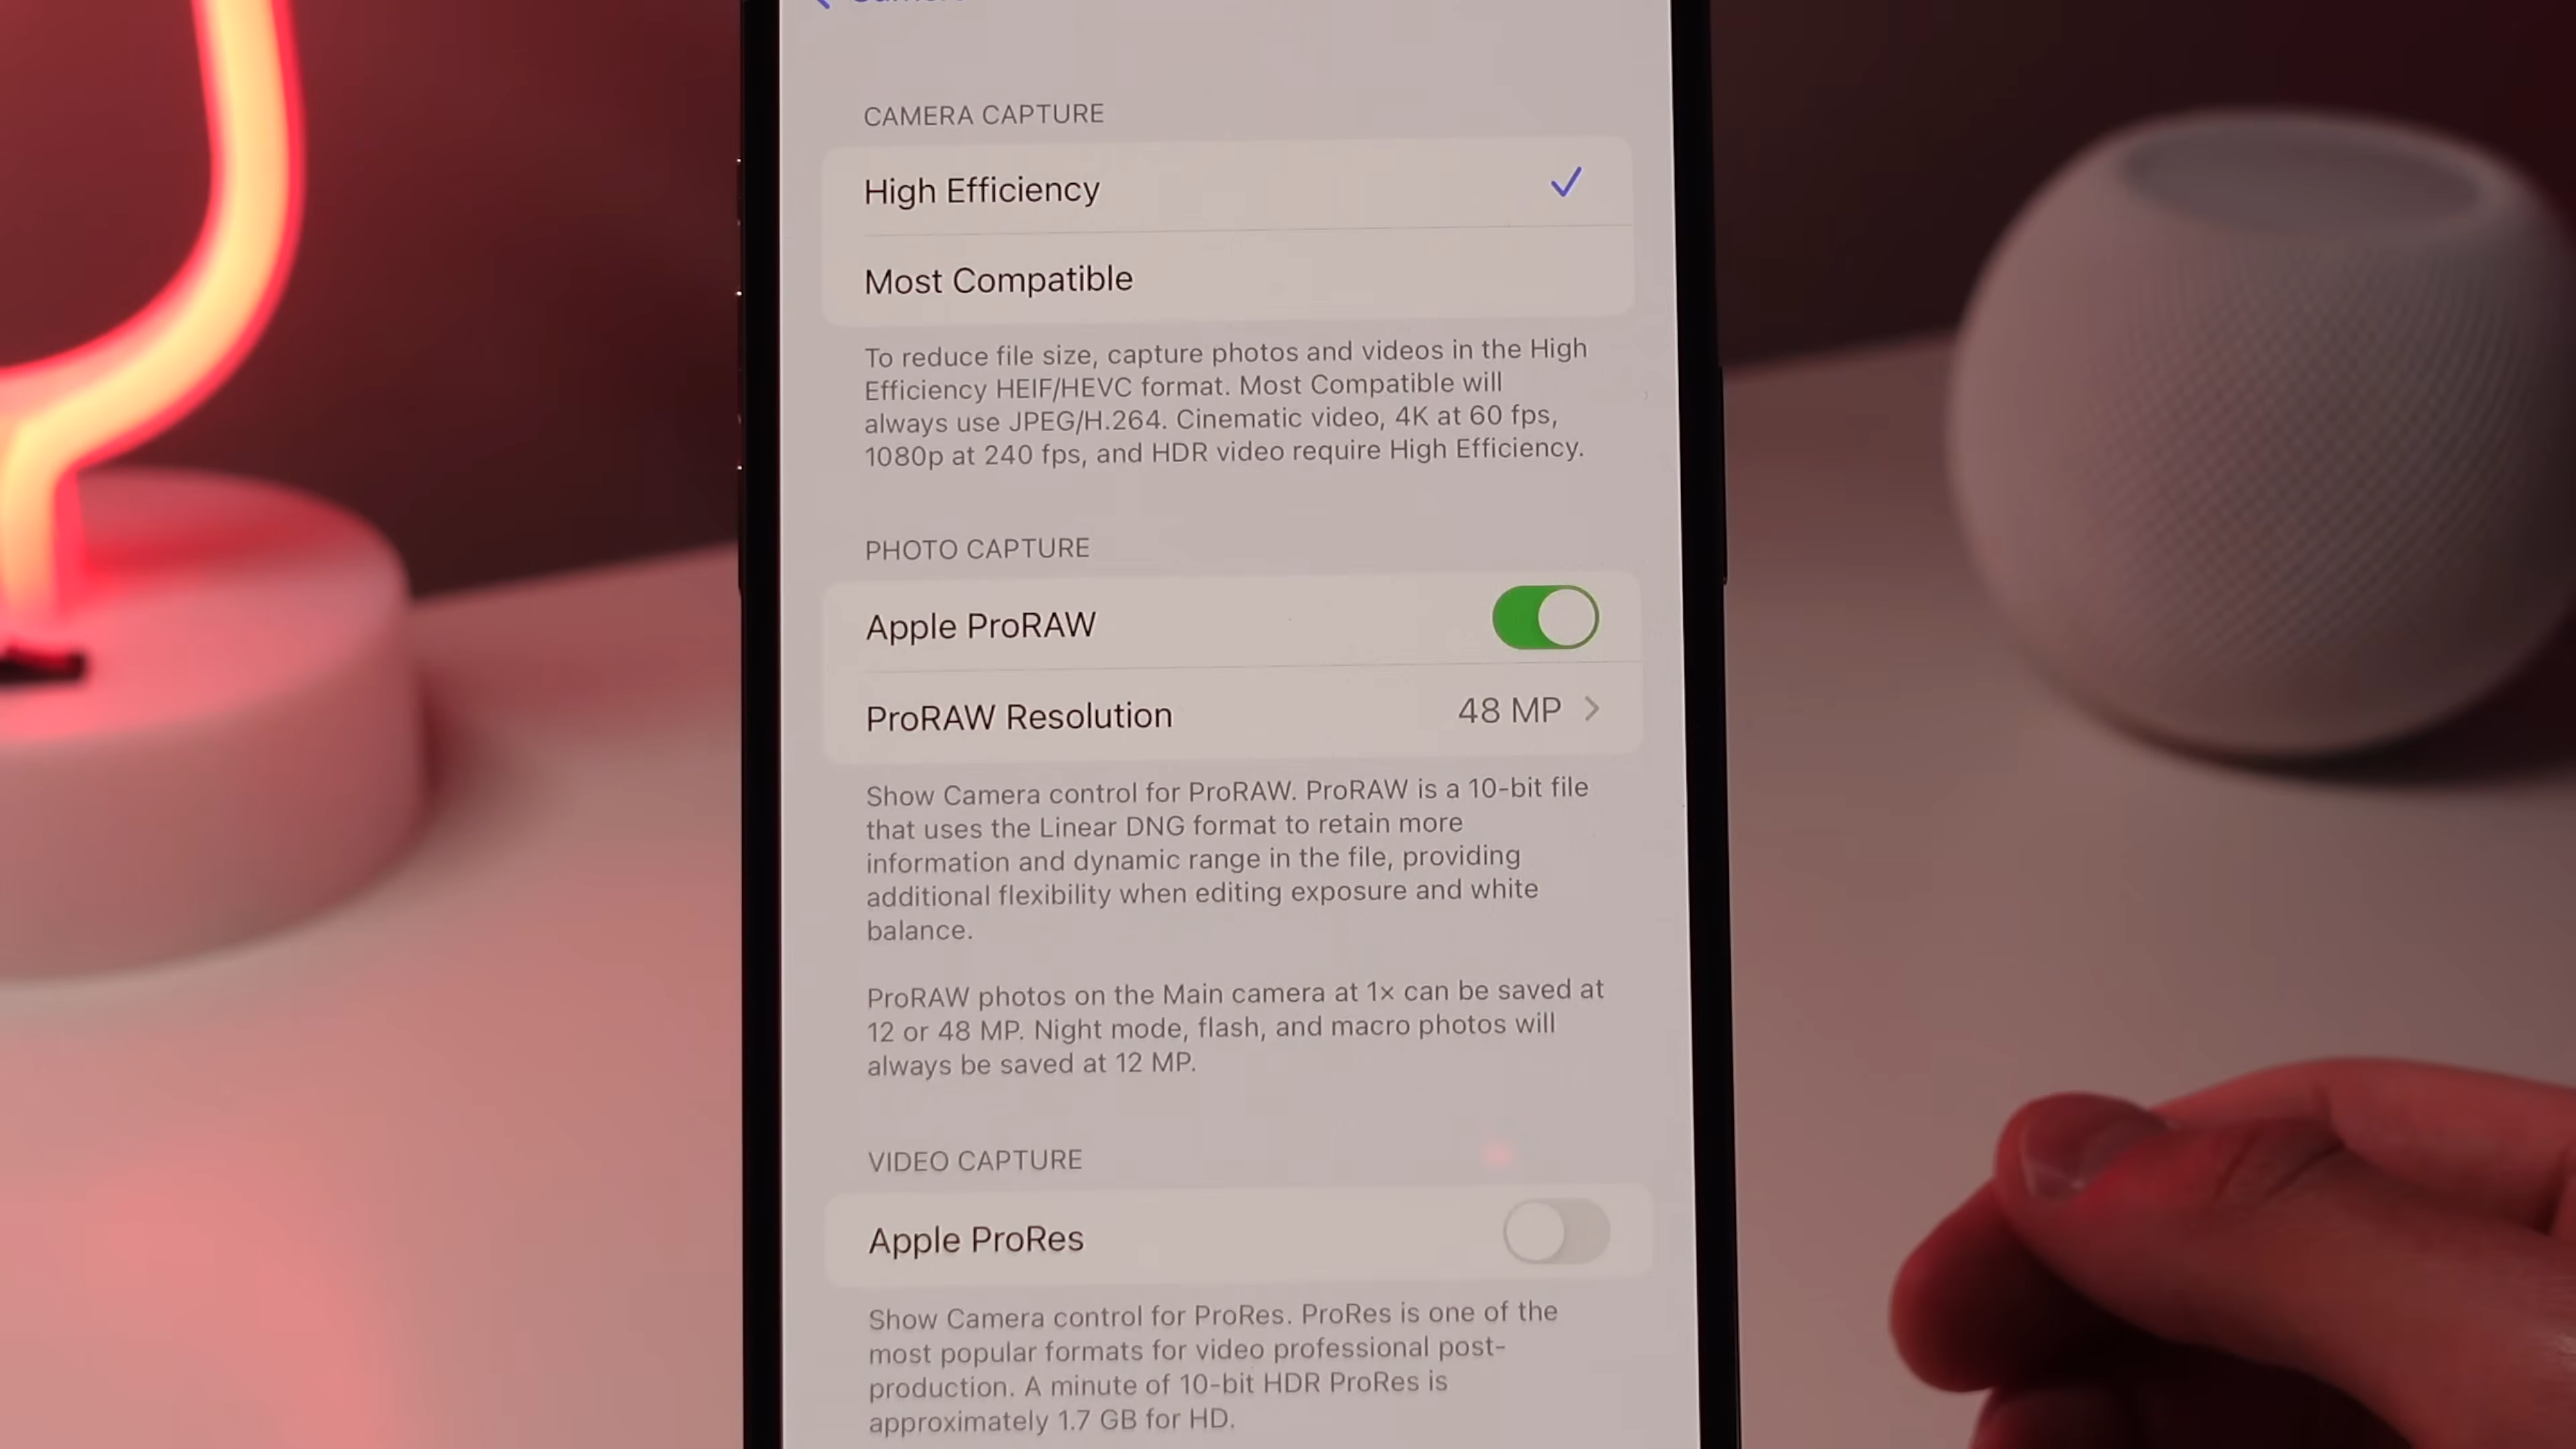 CAMERA CAPTURE
High Efficiency
Most Compatible
To reduce file size, capture photos and videos in the High
Efficiency HEIF/HEVC format. Most Compatible will
always use JPEG/H.264. Cinematic video, 4K at 60 fps,
1080p at 240 fps, and HDR video require High Efficiency.
PHOTO CAPTURE
Apple ProRAW
ProRAW Resolution 48 MP
Show Camera control for ProRAW. ProRAW is a 10-bit file
that uses the Linear DNG format to retain more
information and dynamic range in the file, providing
additional flexibility when editing exposure and white
balance.
ProRAW photos on the Main camera at 1x can be saved at
12 or 48 MP. Night mode, flash, and macro photos will
always be saved at 12 MP.
VIDEO CAPTURE
Apple ProRes
Show Camera control for ProRes. ProRes is one of the
most popular formats for video professional post-
production. A minute of 10-bit HDR ProRes is
approximately 1.7 GB for HD.